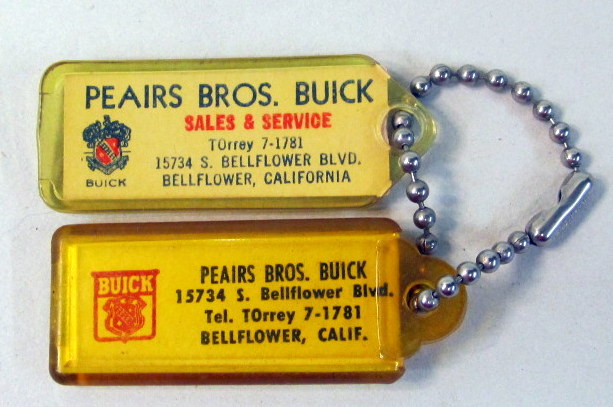 PEAIRS BROS. BUICK
SALES & SERVICE
TOrrey 7-1781
15734 S. BELLFLOWER BLVD.
BELLFLOWER, CALIFORNIA
BUICK
BUICK
PEAIRS BROS. BUICK
15734 S. Bellflower Blvd.
Tel. TOrrey 7-1781
BELLFLOWER, CALIF.